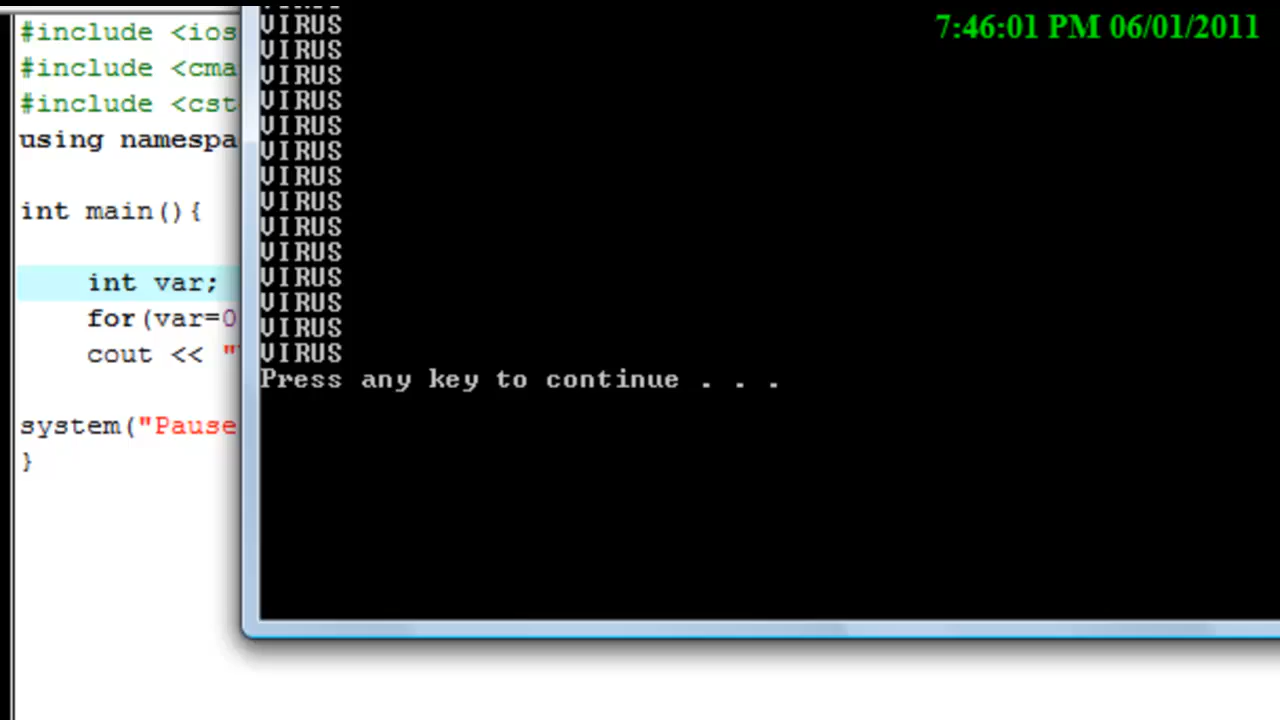 #include <ios
#include <cma
#include <cst
using namespa
int main(){
int var;
for(var=0
cout << "
system("Pause
}
VIRUS
VIRUS
VIRUS
VIRUS
VIRUS
VIRUS
VIRUS
VIRUS
VIRUS
VIRUS
VIRUS
VIRUS
VIRUS
VIRUS
Press any key to continue . . .
7:46:01 PM 06/01/2011